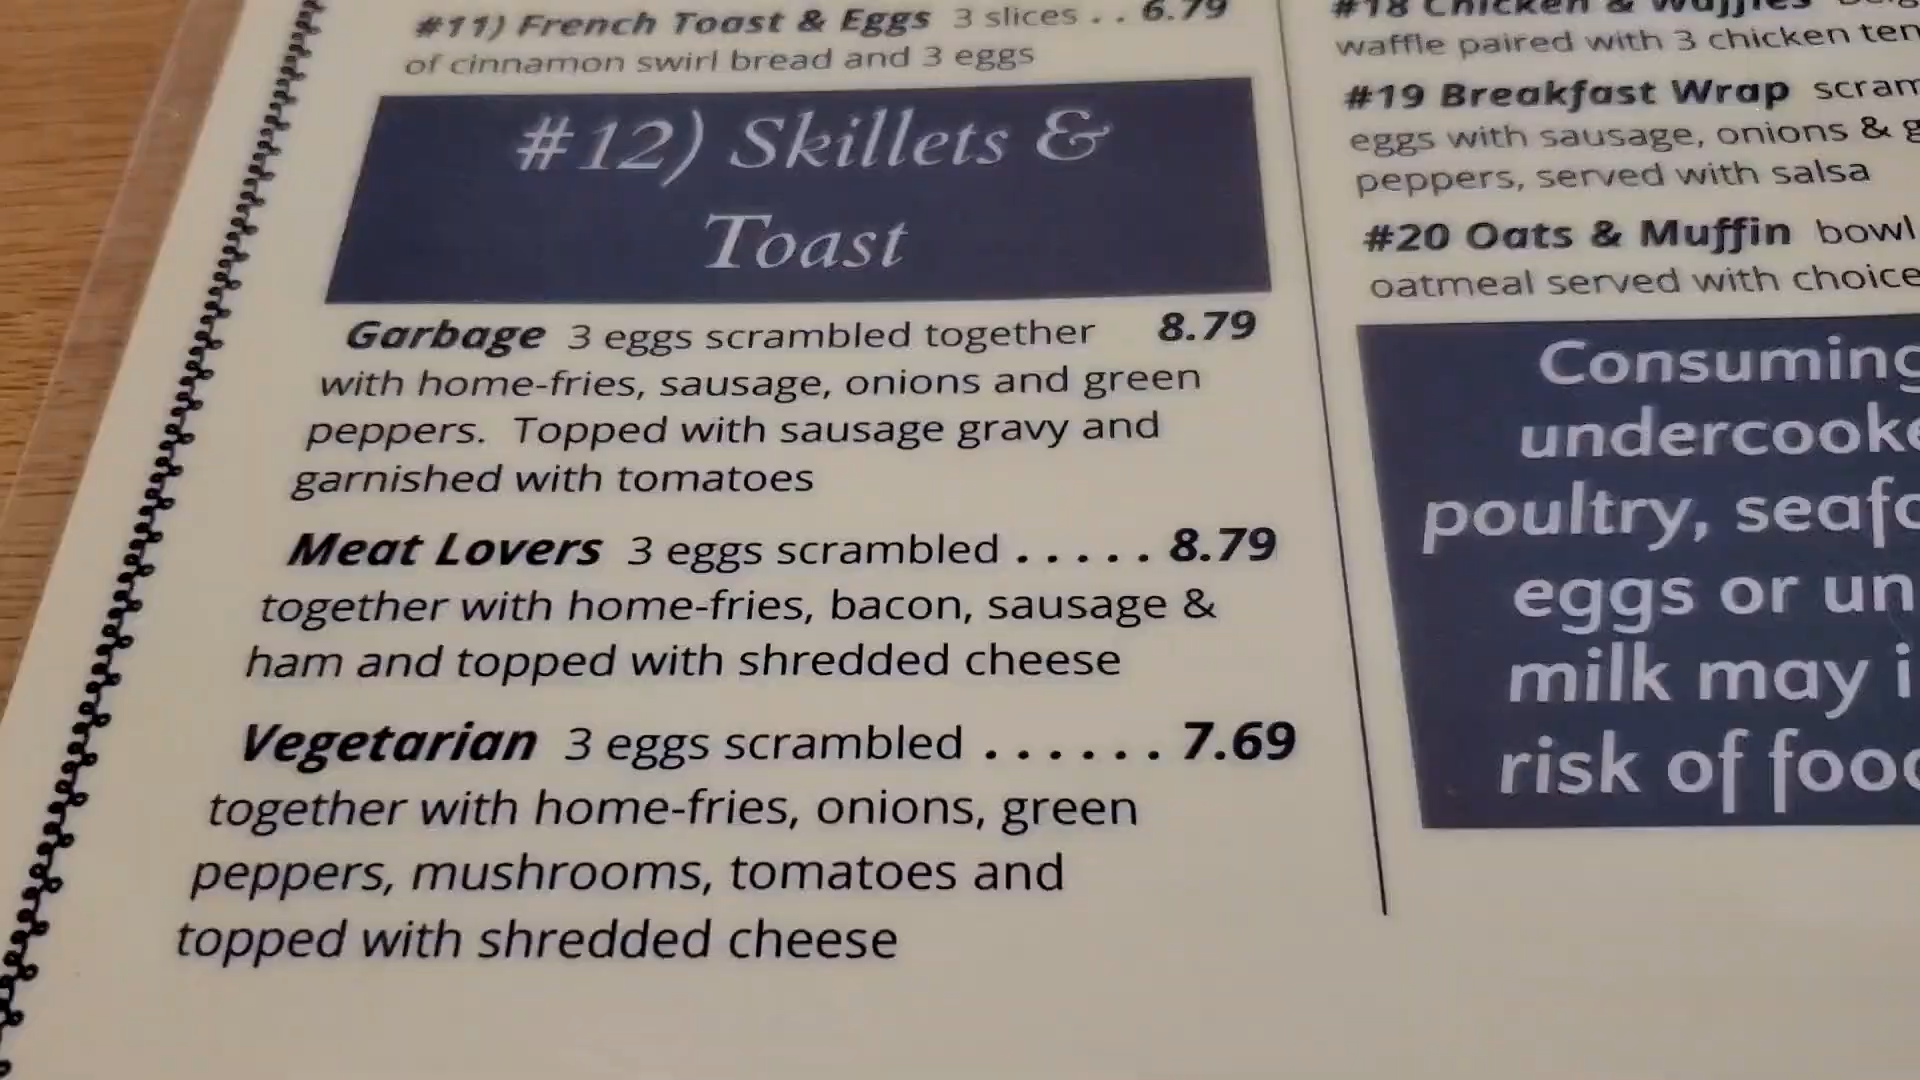 #11) French Toast & Eggs 3 slices . . 6.79
of cinnamon swirl bread and 3 eggs
#12) Skillets &
Toast
Garbage 3 eggs scrambled together 8.79
with home-fries, sausage, onions and green
peppers. Topped with sausage gravy and
garnished with tomatoes
Meat Lovers 3 eggs scrambled . . . . . 8.79
together with home-fries, bacon, sausage &
ham and topped with shredded cheese
Vegetarian 3 eggs scrambled . . . . . . 7.69
together with home-fries, onions, green
peppers, mushrooms, tomatoes and
topped with shredded cheese
#18 Chicken & Waffles
waffle paired with 3 chicken
#19 Breakfast Wrap
eggs with sausage, onions &
peppers, served with salsa
#20 Oats & Muffin bowl
oatmeal served with choice
Consuming
poultry,
eggs or
milk may
risk of